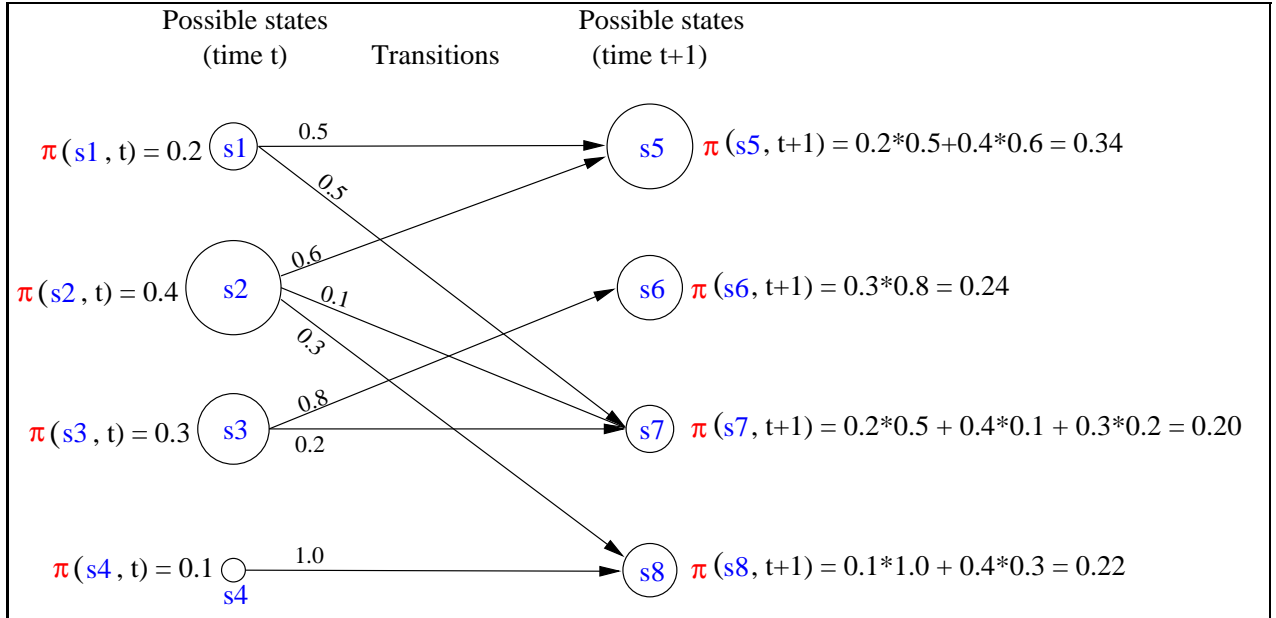 Possible states
(time t)
Transitions
Possible states
(time t+1)
π(s1 , t) = 0.2
s1
0.5
0.5
s5
π (s5, t+1) = 0.2*0.5+0.4*0.6 = 0.34
π(s2 , t) = 0.4
s2
0.6
0.1
0.3
s6
π (s6, t+1) = 0.3*0.8 = 0.24
π(s3 , t) = 0.3
s3
0.8
0.2
s7
π (s7, t+1) = 0.2*0.5 + 0.4*0.1 + 0.3*0.2 = 0.20
π(s4 , t) = 0.1
s4
1.0
s8
π (s8, t+1) = 0.1*1.0 + 0.4*0.3 = 0.22